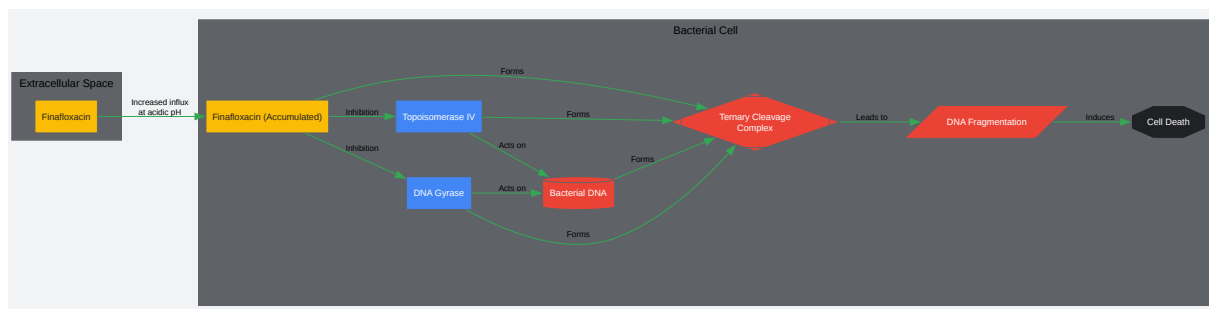 Bacterial Cell
Extracellular Space
Finafloxacin
Increased influx
at acidic pH
Finafloxacin (Accumulated)
Inhibition
Inhibition
Topoisomerase IV
DNA Gyrase
Forms
Forms
Acts on
Acts on
Bacterial DNA
Forms
Forms
Ternary Cleavage
Complex
Leads to
DNA Fragmentation
Induces
Cell Death